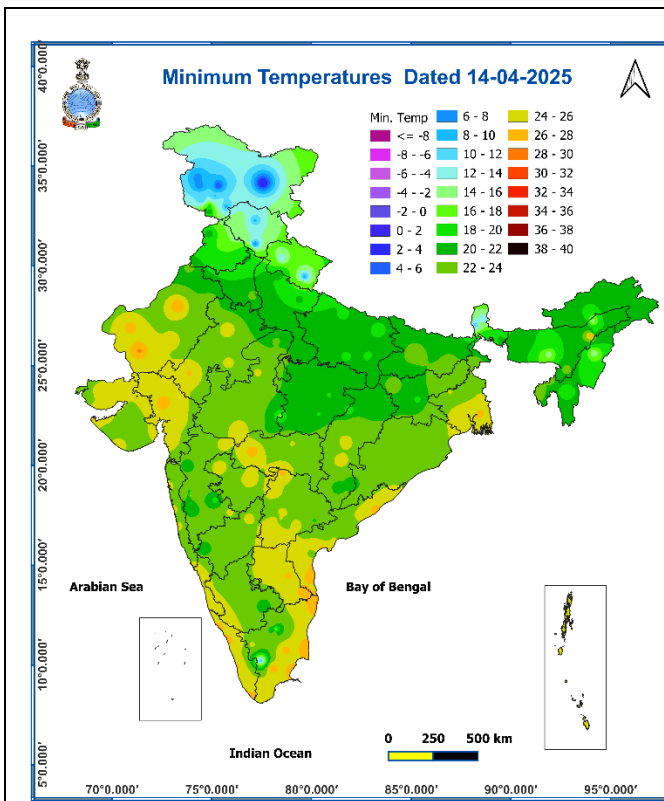 Minimum Temperatures Dated 14-04-2025
Min. Temp
<= -8
-8 - -6
-6 - -4
-4 - -2
-2 - 0
0 - 2
2 - 4
4 - 6
6 - 8
8 - 10
10 - 12
12 - 14
14 - 16
16 - 18
18 - 20
20 - 22
22 - 24
24 - 26
26 - 28
28 - 30
30 - 32
32 - 34
34 - 36
36 - 38
38 - 40
40°0.000'
35°0.000'
30°0.000'
25°0.000'
20°0.000'
15°0.000'
10°0.000'
5°0.000'
Arabian Sea
Bay of Bengal
Indian Ocean
0 250 500 km
70°0.000' 75°0.000' 80°0.000' 85°0.000' 90°0.000' 95°0.000'